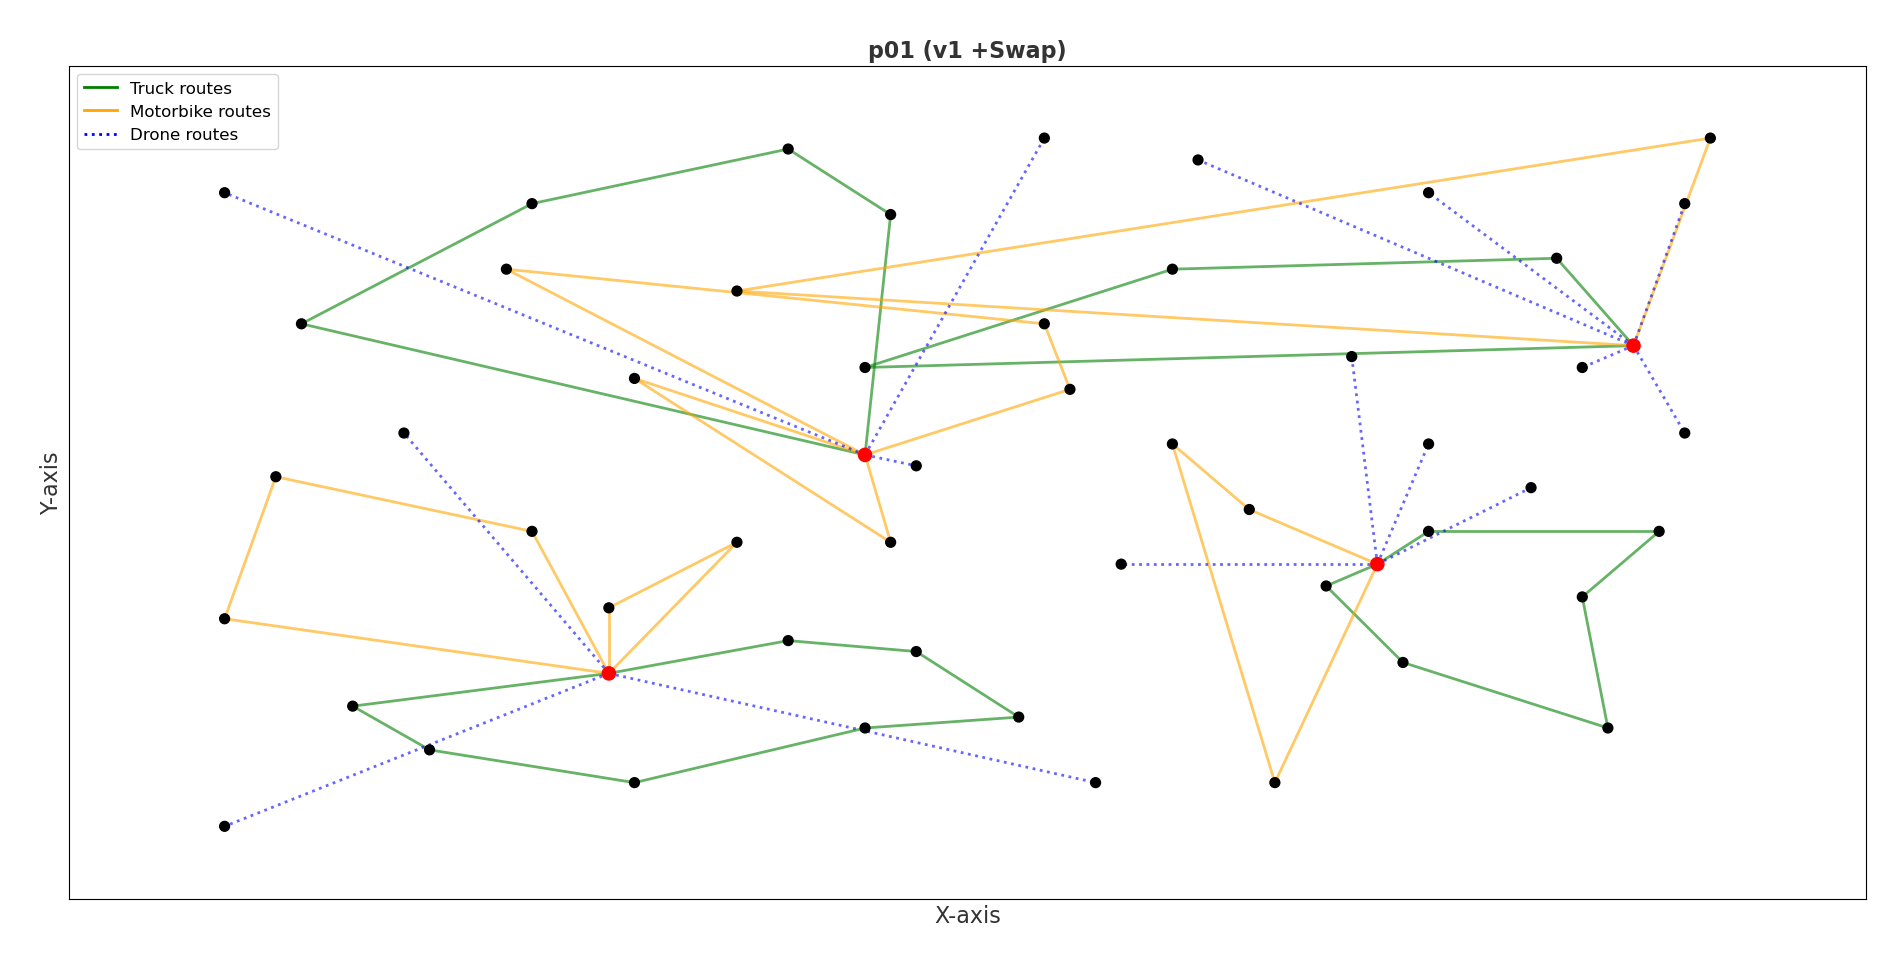 p01 (v1 +Swap)
Truck routes
Motorbike routes
Drone routes
Y-axis
X-axis